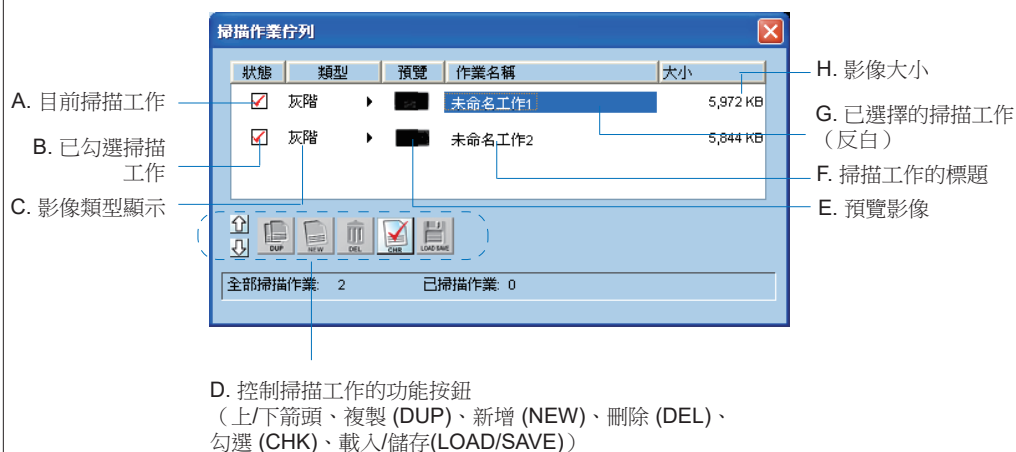 掃描作業佇列
狀態 類型 預覽 作業名稱 大小
灰階 未命名工作1 5,972 KB
灰階 未命名工作2 5,844 KB
DUP NEW DEL CHK LOAD SAVE
全部掃描作業: 2 已掃描作業: 0
A. 目前掃描工作
B. 已勾選掃描
工作
C. 影像類型顯示
H. 影像大小
G. 已選擇的掃描工作
（反白）
F. 掃描工作的標題
E. 預覽影像
D. 控制掃描工作的功能按鈕
（上/下箭頭、複製 (DUP)、新增 (NEW)、刪除 (DEL)、
勾選 (CHK)、載入/儲存(LOAD/SAVE)）